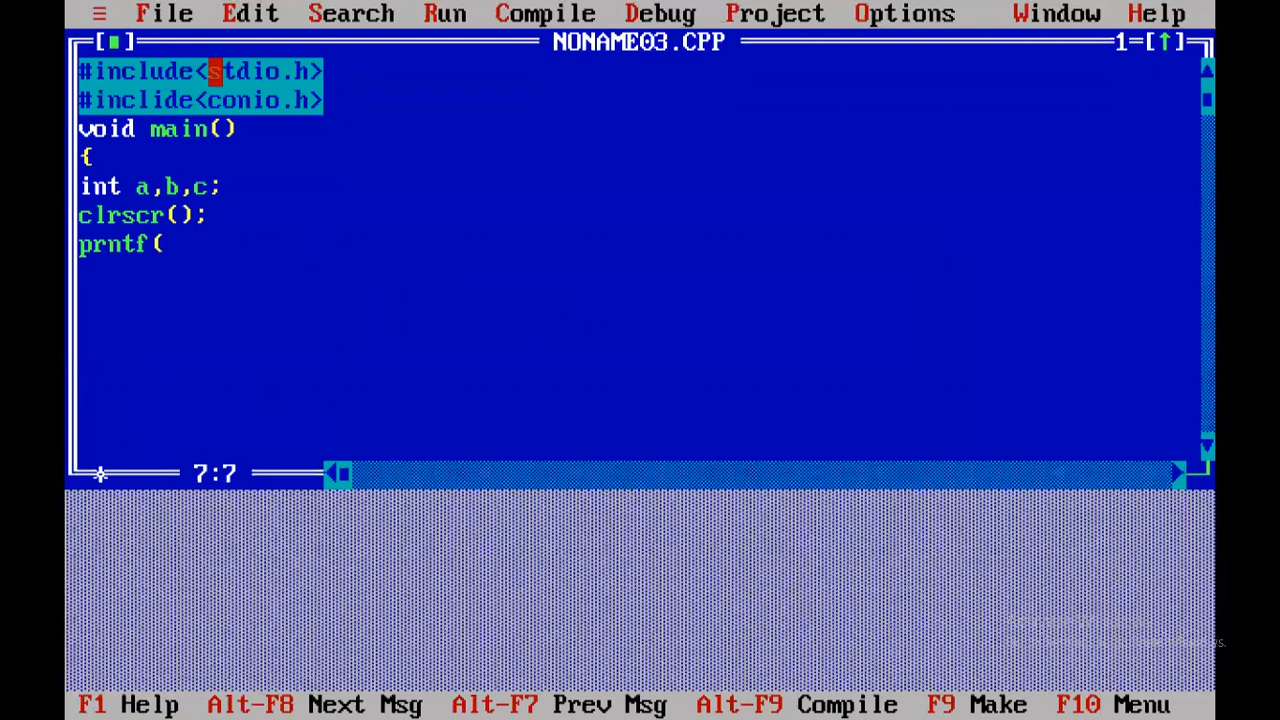 ≡ File Edit Search Run Compile Debug Project Options Window Help
[■] NONAME03.CPP 1=[↑]
#include<stdio.h>
#inclide<conio.h>
void main()
{
int a,b,c;
clrscr();
prntf(
7:7
F1 Help Alt-F8 Next Msg Alt-F7 Prev Msg Alt-F9 Compile F9 Make F10 Menu